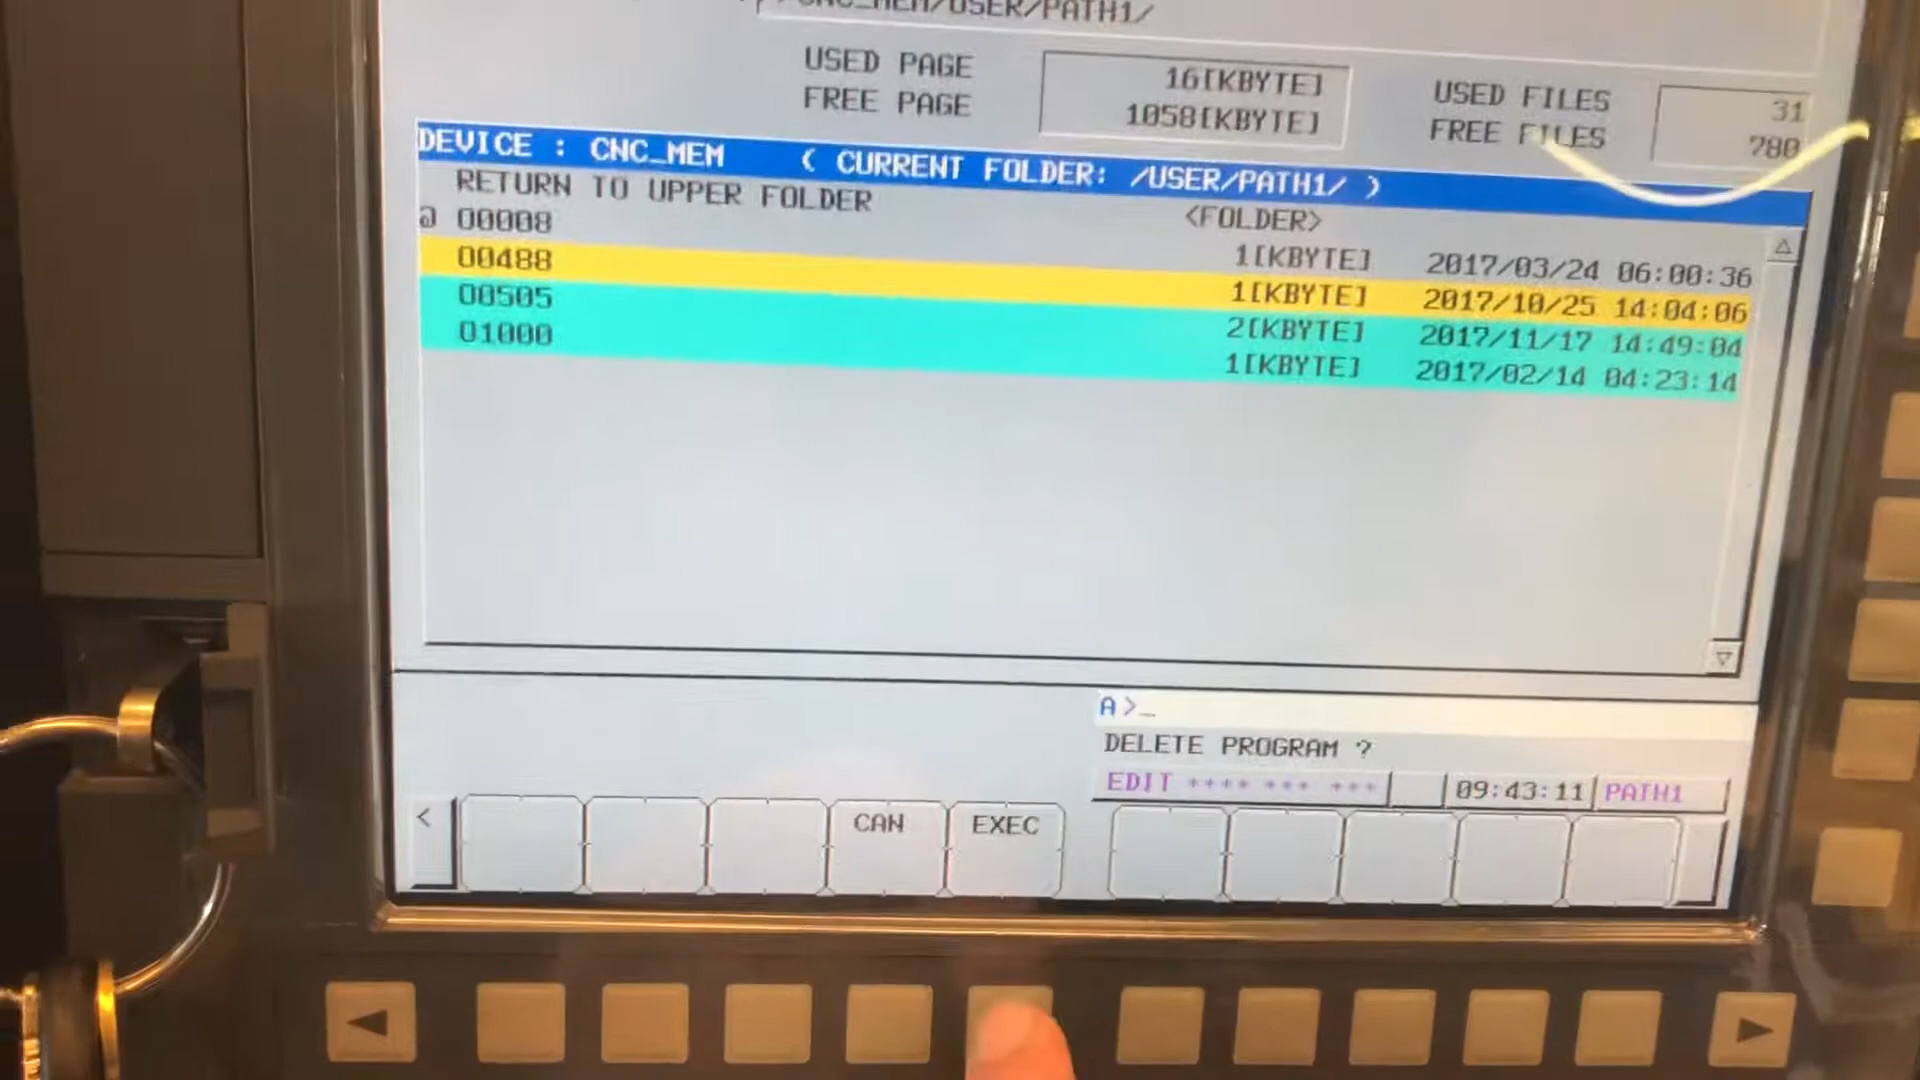 CNC_MEM/USER/PATH1/
USED PAGE 16[KBYTE] USED FILES 31
FREE PAGE 1058[KBYTE] FREE FILES 780
DEVICE : CNC_MEM ( CURRENT FOLDER: /USER/PATH1/ )
RETURN TO UPPER FOLDER <FOLDER>
@ O0008 1[KBYTE] 2017/03/24 06:00:36
O0488 1[KBYTE] 2017/10/25 14:04:06
O0505 2[KBYTE] 2017/11/17 14:49:04
O1000 1[KBYTE] 2017/02/14 04:23:14
A>_
DELETE PROGRAM ?
EDIT **** *** *** 09:43:11 PATH1
< CAN EXEC